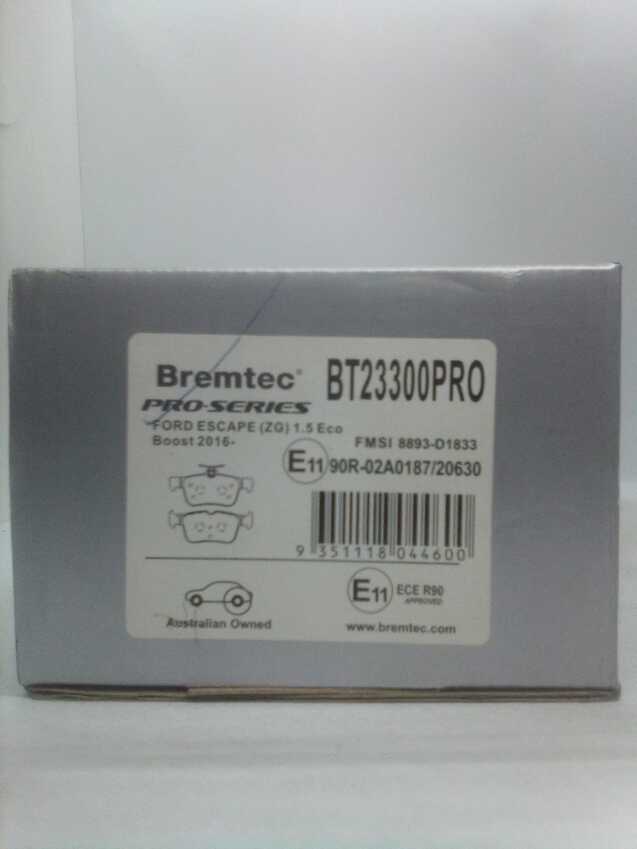 Bremtec® BT23300PRO
PRO-SERIES
FORD ESCAPE (ZG) 1.5 Eco
Boost 2016-
FMSI 8893-D1833
E11 90R-02A0187/20630
9 351118 044600
E11 ECE R90
APPROVED
Australian Owned
www.bremtec.com